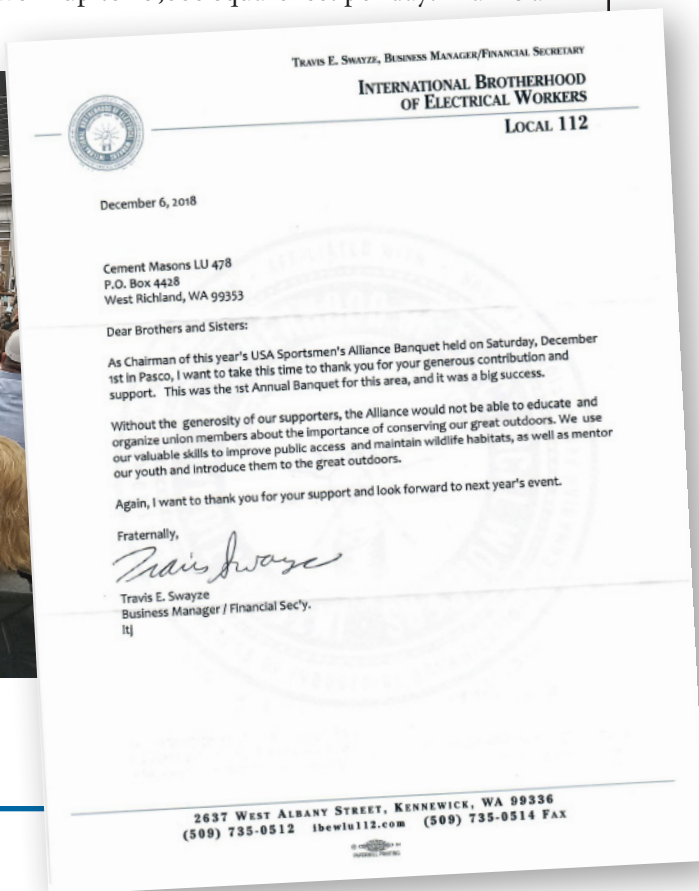 TRAVIS E. SWAYZE, BUSINESS MANAGER/FINANCIAL SECRETARY
INTERNATIONAL BROTHERHOOD
OF ELECTRICAL WORKERS
LOCAL 112
December 6, 2018
Cement Masons LU 478
P.O. Box 4428
West Richland, WA 99353
Dear Brothers and Sisters:
As Chairman of this year's USA Sportsmen's Alliance Banquet held on Saturday, December
1st in Pasco, I want to take this time to thank you for your generous contribution and
support. This was the 1st Annual Banquet for this area, and it was a big success.
Without the generosity of our supporters, the Alliance would not be able to educate and
organize union members about the importance of conserving our great outdoors. We use
our valuable skills to improve public access and maintain wildlife habitats, as well as mentor
our youth and introduce them to the great outdoors.
Again, I want to thank you for your support and look forward to next year's event.
Fraternally,
Travis Swayze
Travis E. Swayze
Business Manager / Financial Sec'y.
ltj
2637 WEST ALBANY STREET, KENNEWICK, WA 99336
(509) 735-0512 ibewlu112.com (509) 735-0514 FAX